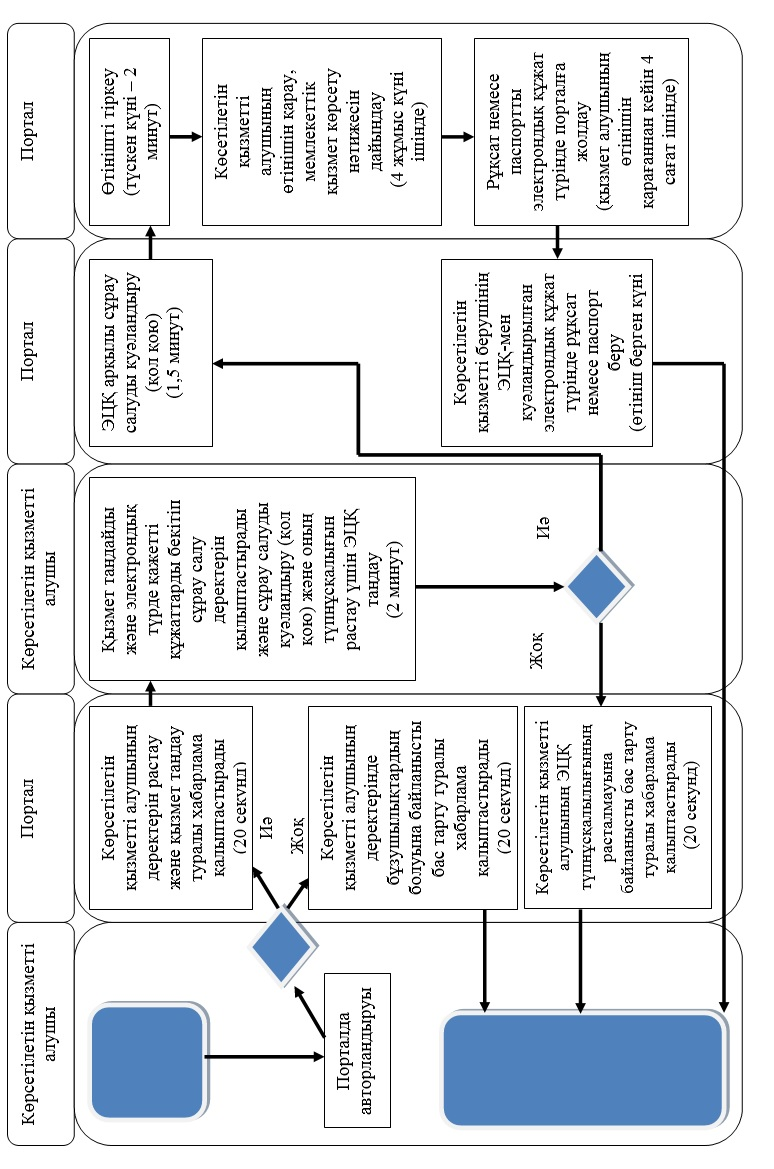 Көрсетілетін қызметті
алушы
Портал
Көрсетілетін қызметті
алушы
Портал
Портал
Порталда
авторландыруы
Көрсетілетін
қызметті алушының
деректерін растау
және қызмет таңдау
туралы хабарлама
қалыптастырады
(20 секунд)
Иә
Жоқ
Көрсетілетін
қызметті алушының
деректерінде
бұзушылықтардың
болуына байланысты
бас тарту туралы
хабарлама
қалыптастырады
(20 секунд)
Көрсетілетін қызметті
алушының ЭЦҚ
түпнұсқалылығының
расталмауына
байланысты бас тарту
туралы хабарлама
қалыптастырады
(20 секунд)
Қызмет таңдайды
және электрондық
түрде қажетті
құжаттарды бекітіп
сұрау салу
деректерін
қылыптастырады
және сұрау салуды
куәландыру (қол
қою) және оның
түпнұсқалығын
растау үшін ЭЦҚ
таңдау
(2 минут)
Иә
Жоқ
ЭЦҚ арқылы сұрау
салуды куәландыру
(қол қою)
(1,5 минут)
Көрсетілетін
қызметті берушінің
ЭЦҚ-мен
куәландырылған
электрондық құжат
түрінде рұқсат
немесе паспорт
беру
(өтініш берген күні
Өтінішті тіркеу
(түскен күні – 2
минут)
Көсетілетін
қызметті
алушының
өтінішін қарау,
мемлекеттік
қызмет көрсету
нәтижесін
дайындау
(4 жұмыс күні
ішінде)
Рұқсат немесе
паспортты
электрондық құжат
түрінде порталға
жолдау
(қызмет алушының
өтінішін
қарағаннан кейін 4
сағат ішінде)